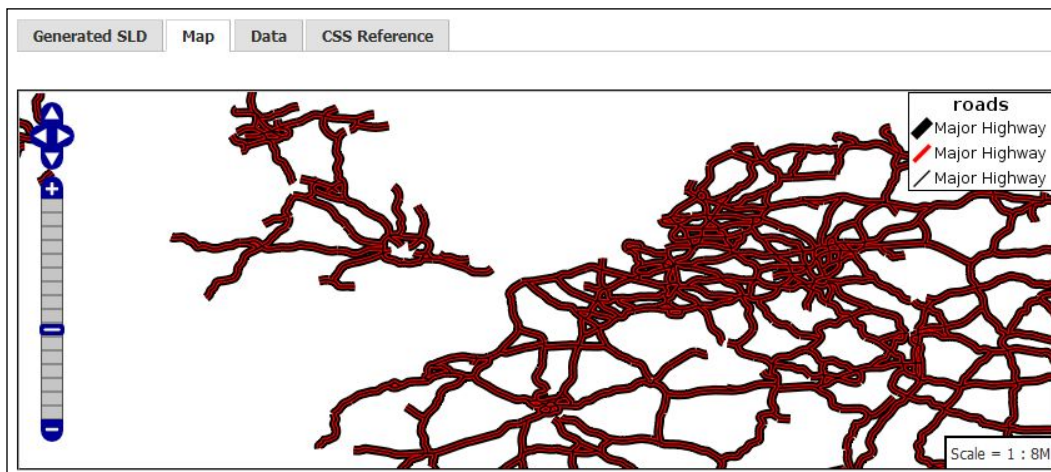 Generated SLD Map Data CSS Reference
roads
Major Highway
Major Highway
Major Highway
Scale = 1 : 8M